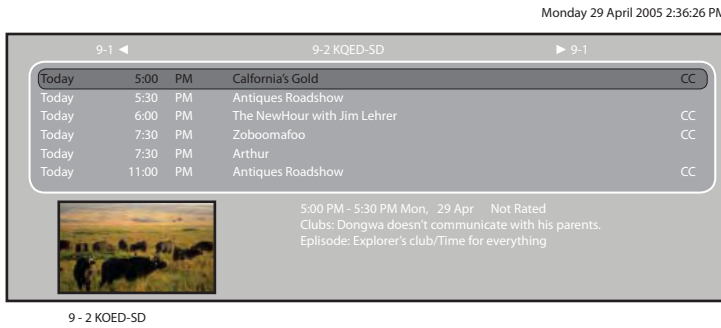 Monday 29 April 2005 2:36:26 PM
9-1 ◀ 9-2 KQED-SD ▶ 9-1
Today 5:00 PM Calfornia's Gold CC
Today 5:30 PM Antiques Roadshow
Today 6:00 PM The NewHour with Jim Lehrer CC
Today 7:30 PM Zoboomafoo CC
Today 7:30 PM Arthur
Today 11:00 PM Antiques Roadshow CC
5:00 PM - 5:30 PM Mon, 29 Apr Not Rated
Clubs: Dongwa doesn't communicate with his parents.
Eplisode: Explorer's club/Time for everything
9 - 2 KOED-SD